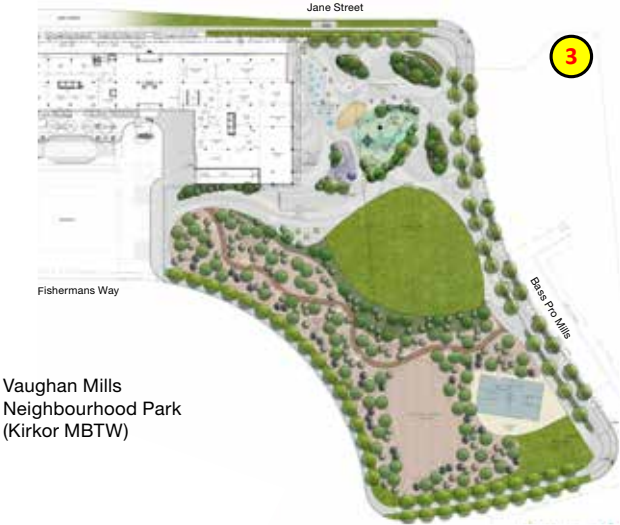 Jane Street
3
Bass Pro Mills
Fishermans Way
Vaughan Mills
Neighbourhood Park
(Kirkor MBTW)